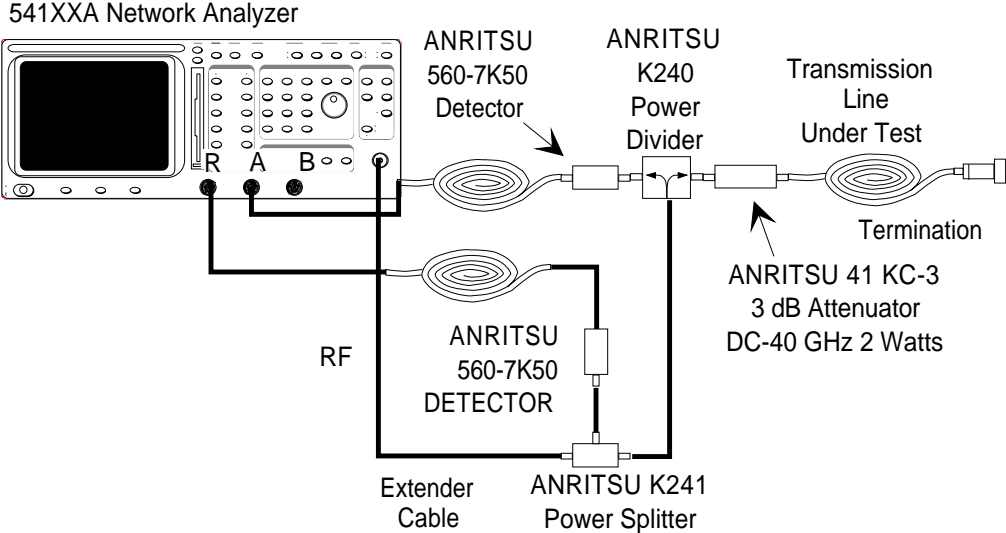 541XXA Network Analyzer
ANRITSU
560-7K50
Detector
ANRITSU
K240
Power
Divider
Transmission
Line
Under Test
R A B
Termination
ANRITSU 41 KC-3
3 dB Attenuator
DC-40 GHz 2 Watts
RF
ANRITSU
560-7K50
DETECTOR
Extender
Cable
ANRITSU K241
Power Splitter